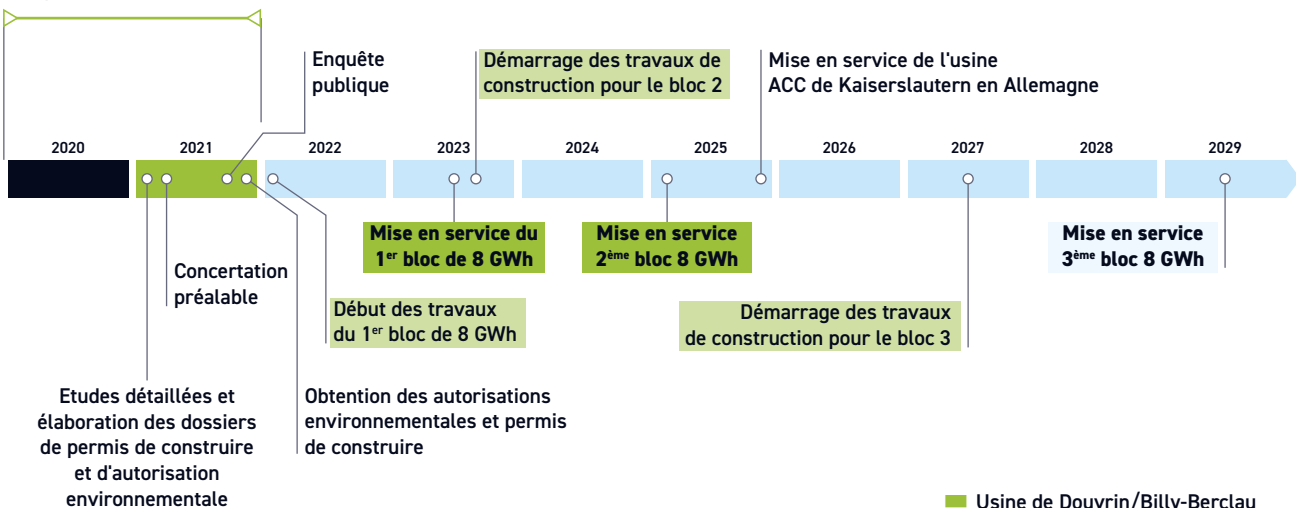 Enquête
publique
Démarrage des travaux de
construction pour le bloc 2
Mise en service de l'usine
ACC de Kaiserslautern en Allemagne
2020
2021
2022
2023
2024
2025
2026
2027
2028
2029
Mise en service du
1er bloc de 8 GWh
Mise en service
2ème bloc 8 GWh
Mise en service
3ème bloc 8 GWh
Concertation
préalable
Début des travaux
du 1er bloc de 8 GWh
Démarrage des travaux
de construction pour le bloc 3
Etudes détaillées et
élaboration des dossiers
de permis de construire
et d'autorisation
environnementale
Obtention des autorisations
environnementales et permis
de construire
Usine de Douvrin/Billy-Berclau